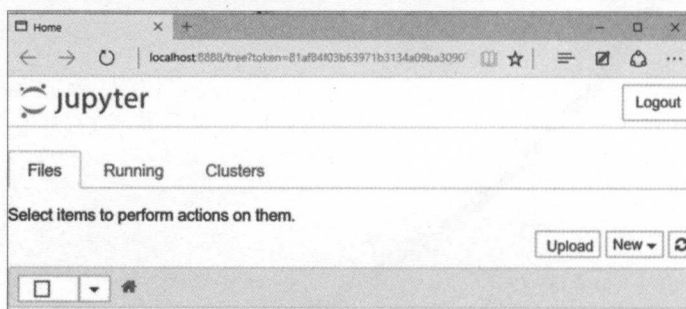 Home
localhost:8888/tree?token=81af84f03b63971b3134a09ba3090
jupyter
Logout
Files Running Clusters
Select items to perform actions on them.
Upload New